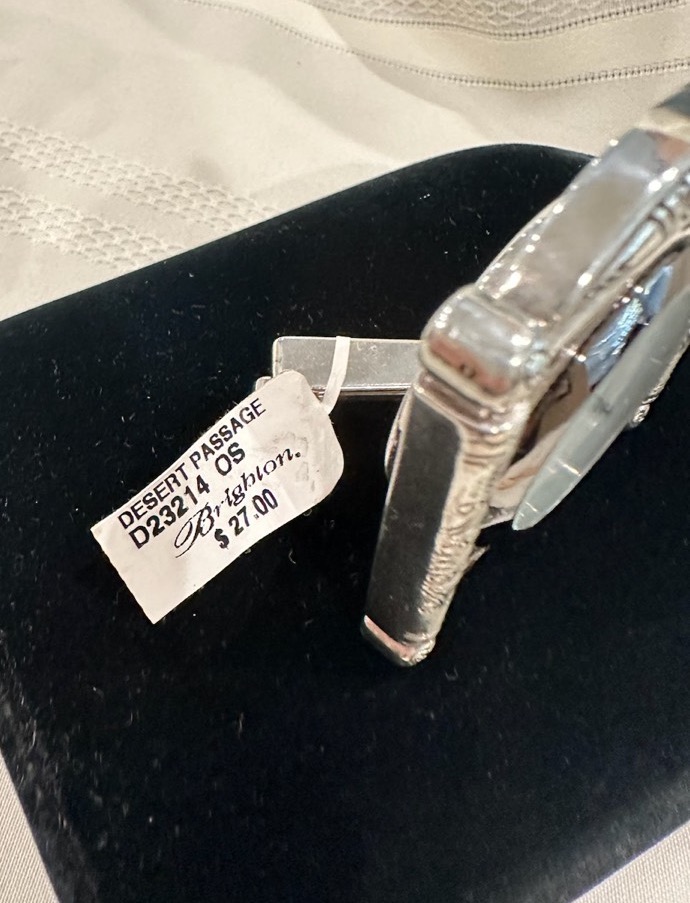 DESERT PASSAGE
D23214 OS
Brighton.
$ 27.00